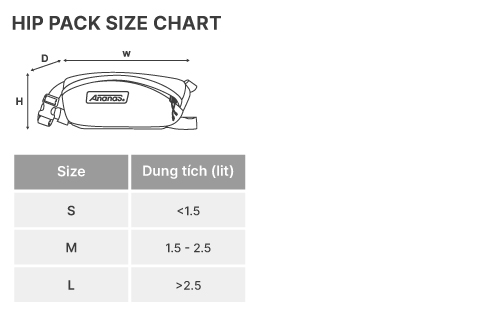 HIP PACK SIZE CHART
D
w
H
Ananas
Size
Dung tích (lit)
S
<1.5
M
1.5 - 2.5
L
>2.5